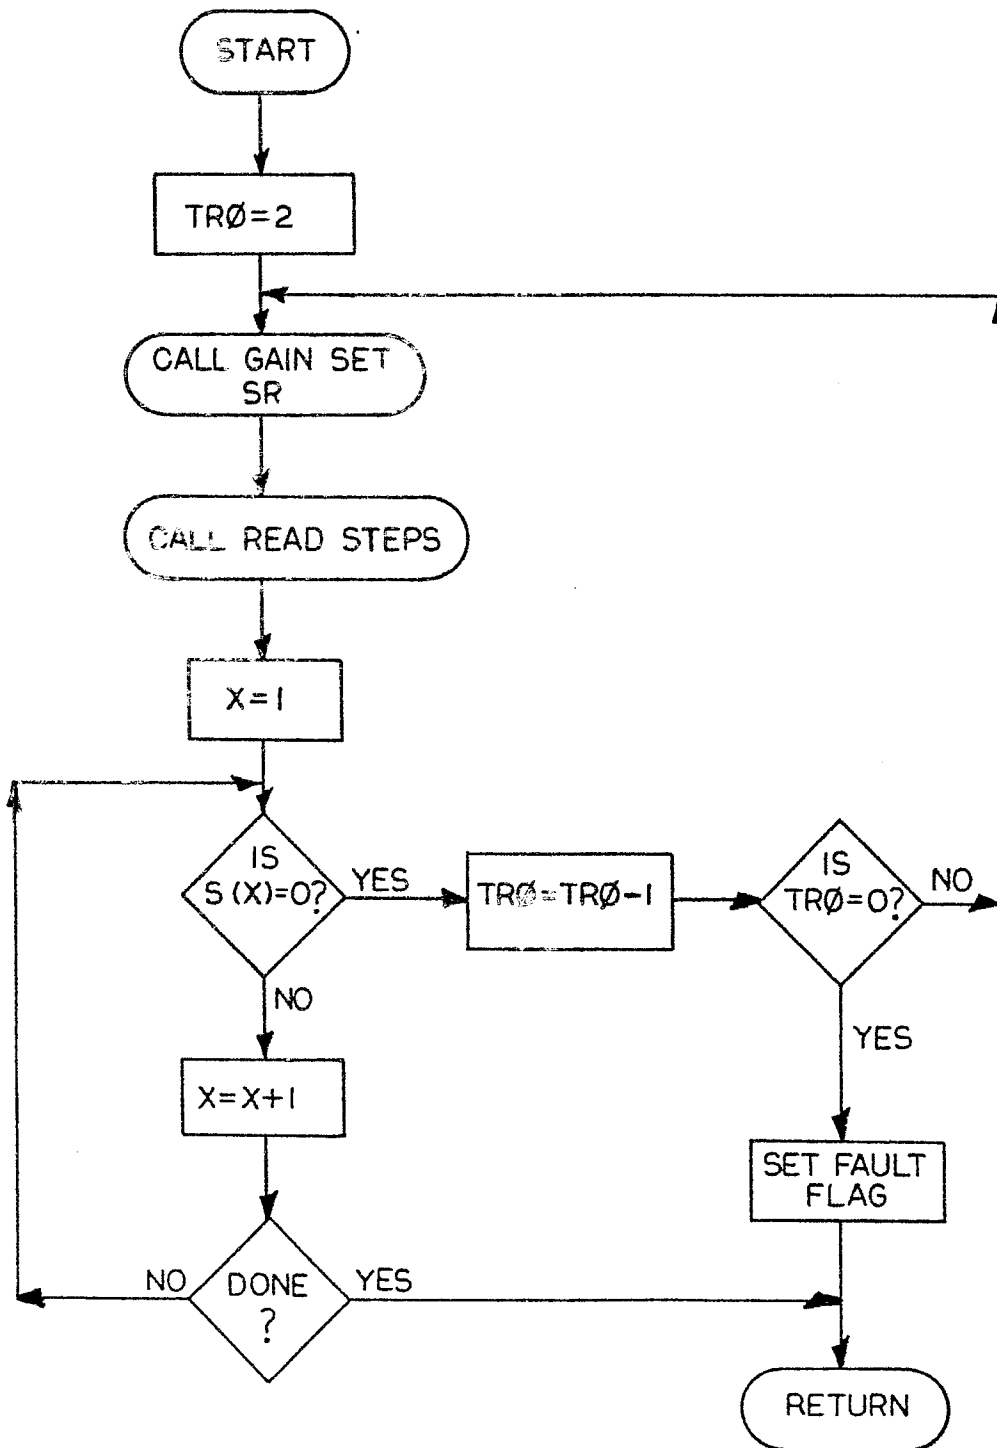 START
TRØ=2
CALL GAIN SET
SR
CALL READ STEPS
X=1
IS
S(X)=0?
YES
TRØ=TRØ-1
IS
TRØ=0?
NO
NO
YES
X=X+1
SET FAULT
FLAG
NO
DONE
?
YES
RETURN